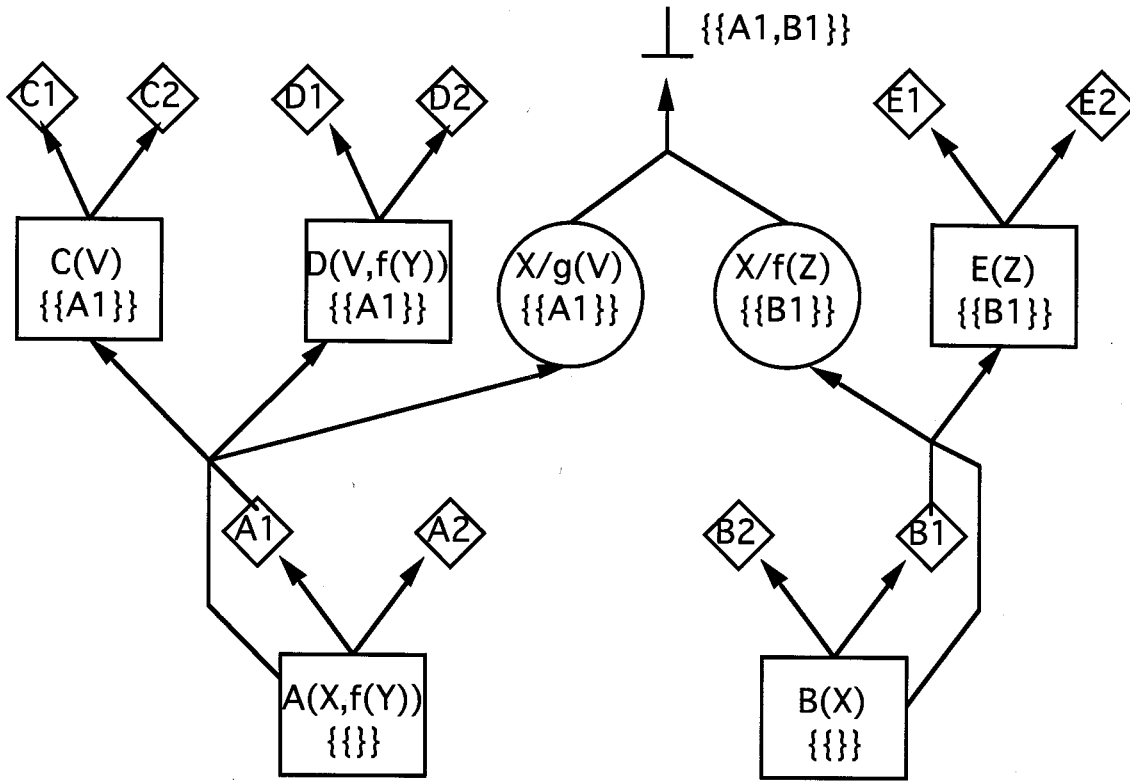 {{A1,B1}}
C1
C2
D1
D2
E1
E2
C(V)
{{A1}}
D(V,f(Y))
{{A1}}
X/g(V)
{{A1}}
X/f(Z)
{{B1}}
E(Z)
{{B1}}
A1
A2
B2
B1
A(X,f(Y))
{{}}
B(X)
{{}}